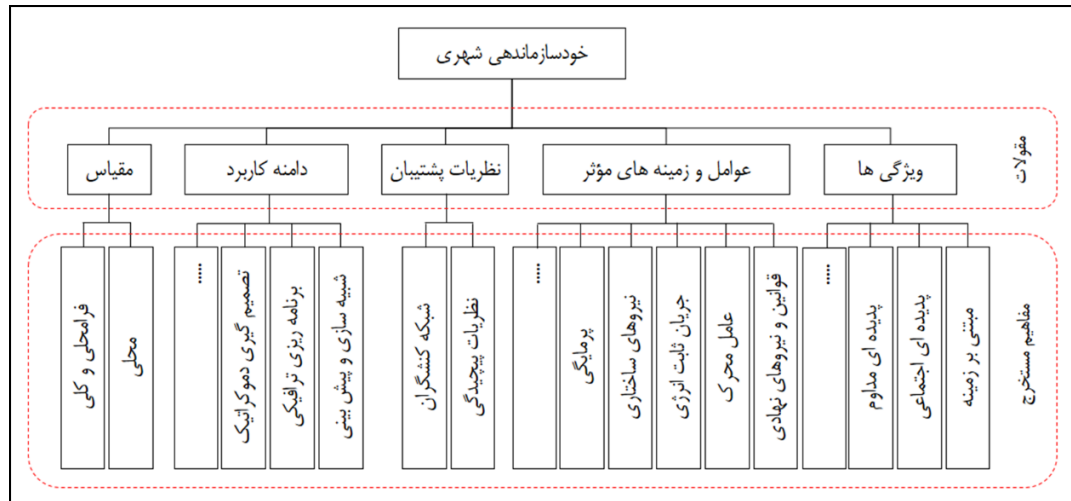 خودسازماندهی شهری
مقولات
ویژگی ها
عوامل و زمینه های مؤثر
نظریات پشتیبان
دامنه کاربرد
مقیاس
مفاهیم مستخرج
مبتنی بر زمینه
پدیده ای اجتماعی
پدیده ای مداوم
.....
قوانین و نیروهای نهادی
عامل محرک
جریان ثابت انرژی
نیروهای ساختاری
پرمایگی
.....
نظریات پیچیدگی
شبکه کنشگران
شبیه سازی و پیش بینی
برنامه ریزی ترافیکی
تصمیم گیری دموکراتیک
.....
محلی
فرامحلی و کلی